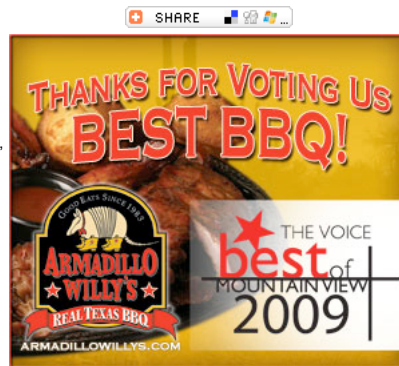 SHARE ...
THANKS FOR VOTING US
BEST BBQ!
GOOD EATS SINCE 1983
ARMADILLO
WILLY'S
REAL TEXAS BBQ
ARMADILLOWILLYS.COM
THE VOICE
best of
MOUNTAIN VIEW
2009
,